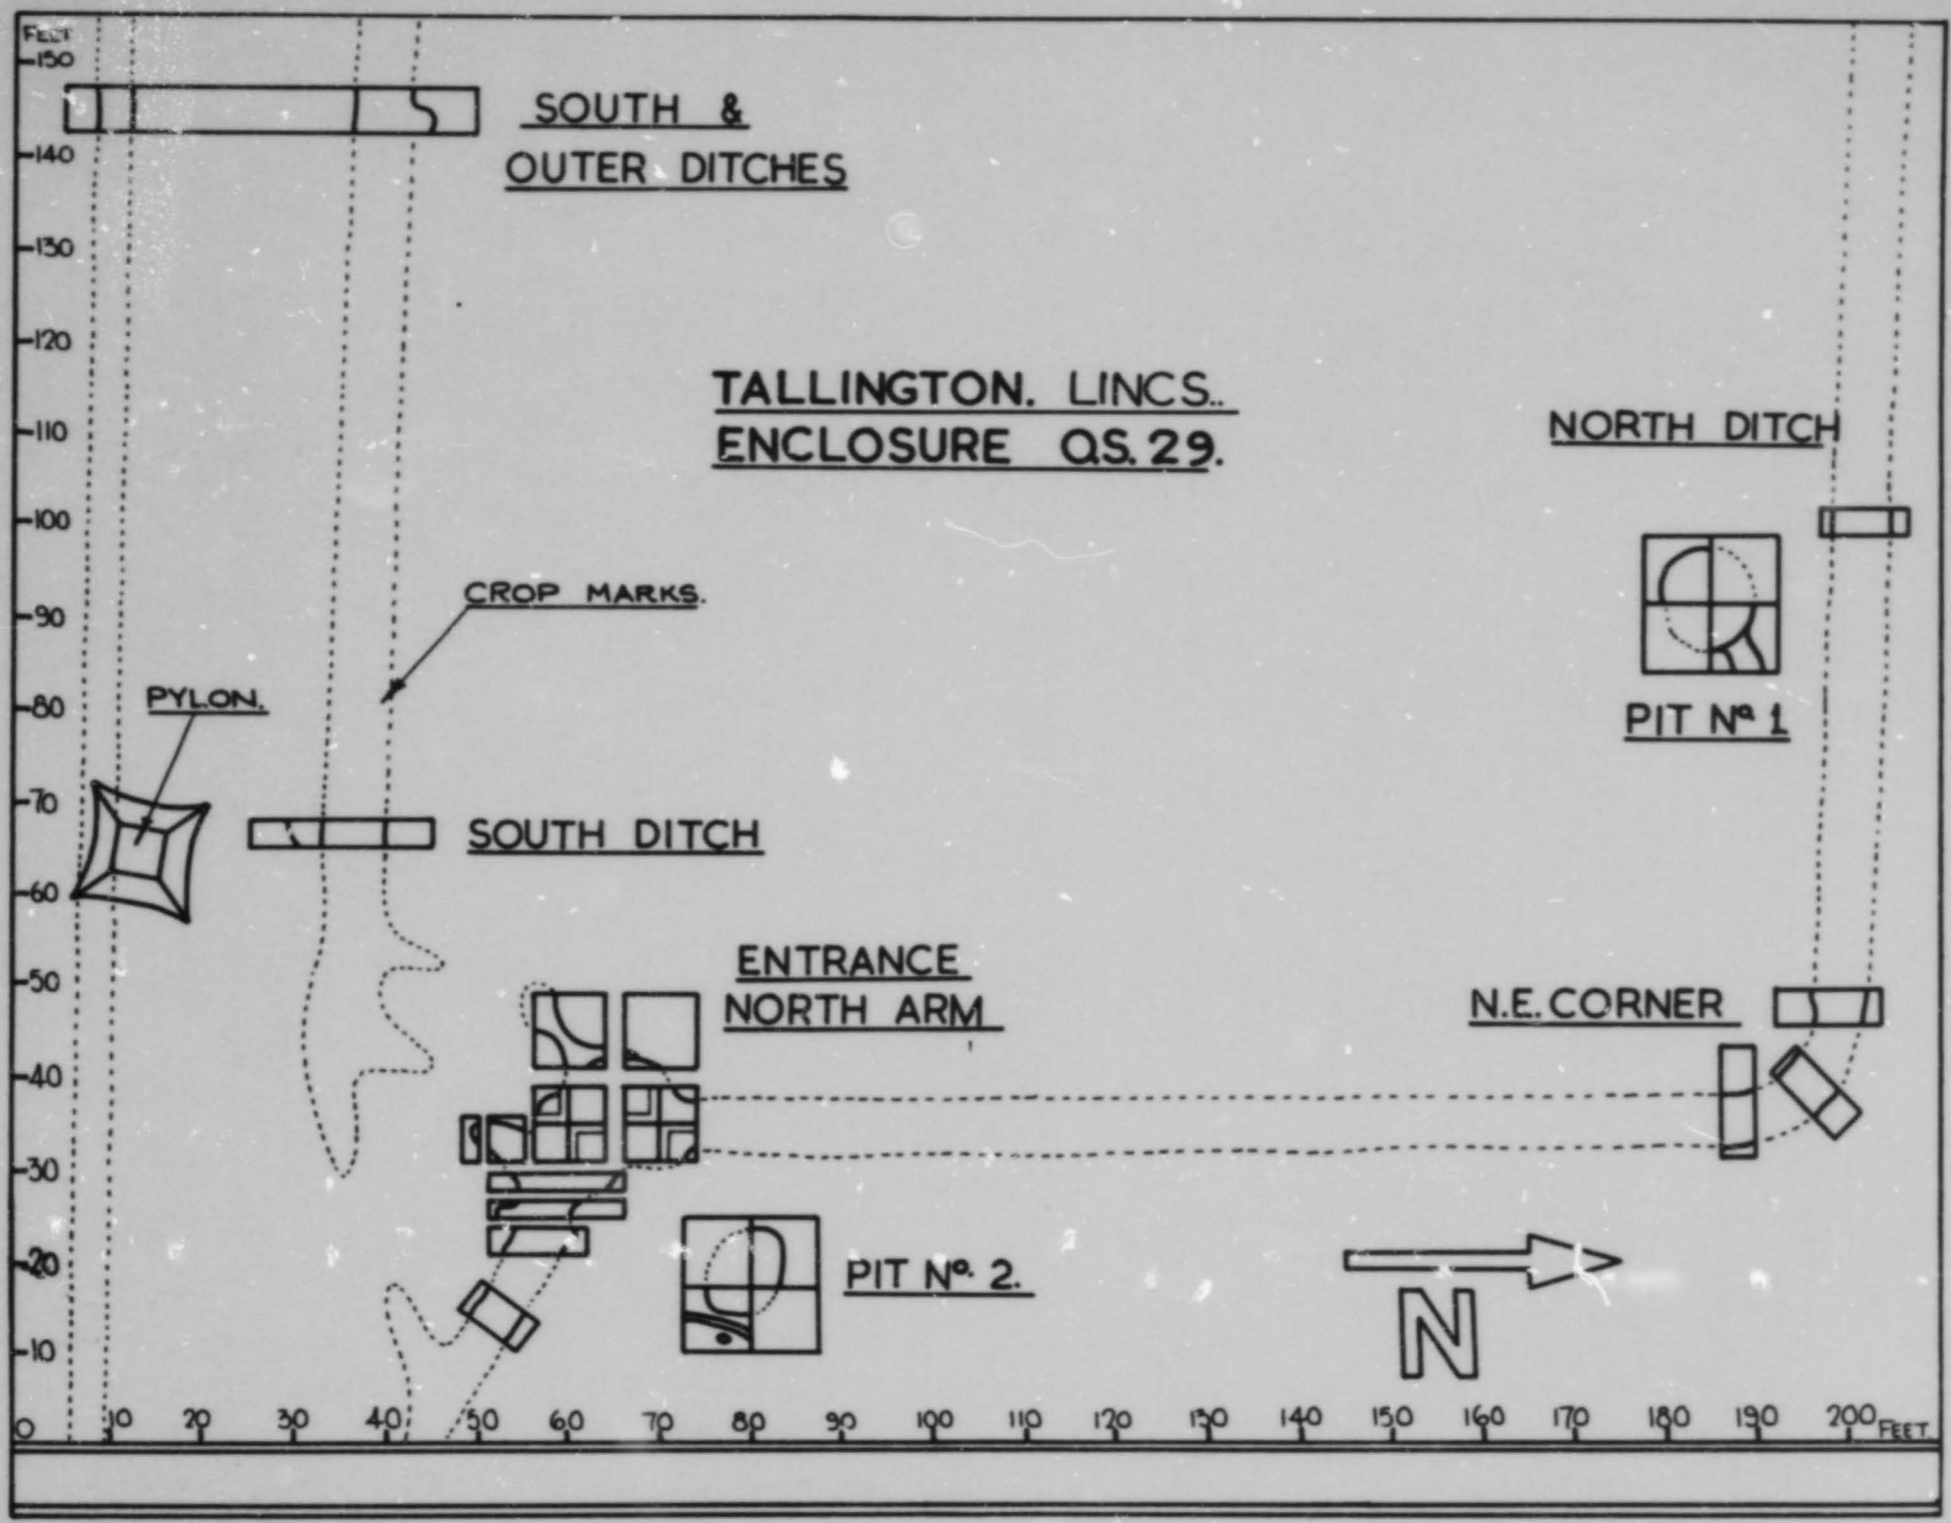 FEET
150
140
130
120
110
100
90
80
70
60
50
40
30
20
10
SOUTH &
OUTER DITCHES
TALLINGTON. LINCS..
ENCLOSURE QS. 29.
NORTH DITCH
CROP MARKS.
PYLON.
PIT Nº 1
SOUTH DITCH
ENTRANCE
NORTH ARM
N.E. CORNER
PIT Nº 2.
N
0 10 20 30 40 50 60 70 80 90 100 110 120 130 140 150 160 170 180 190 200 FEET.